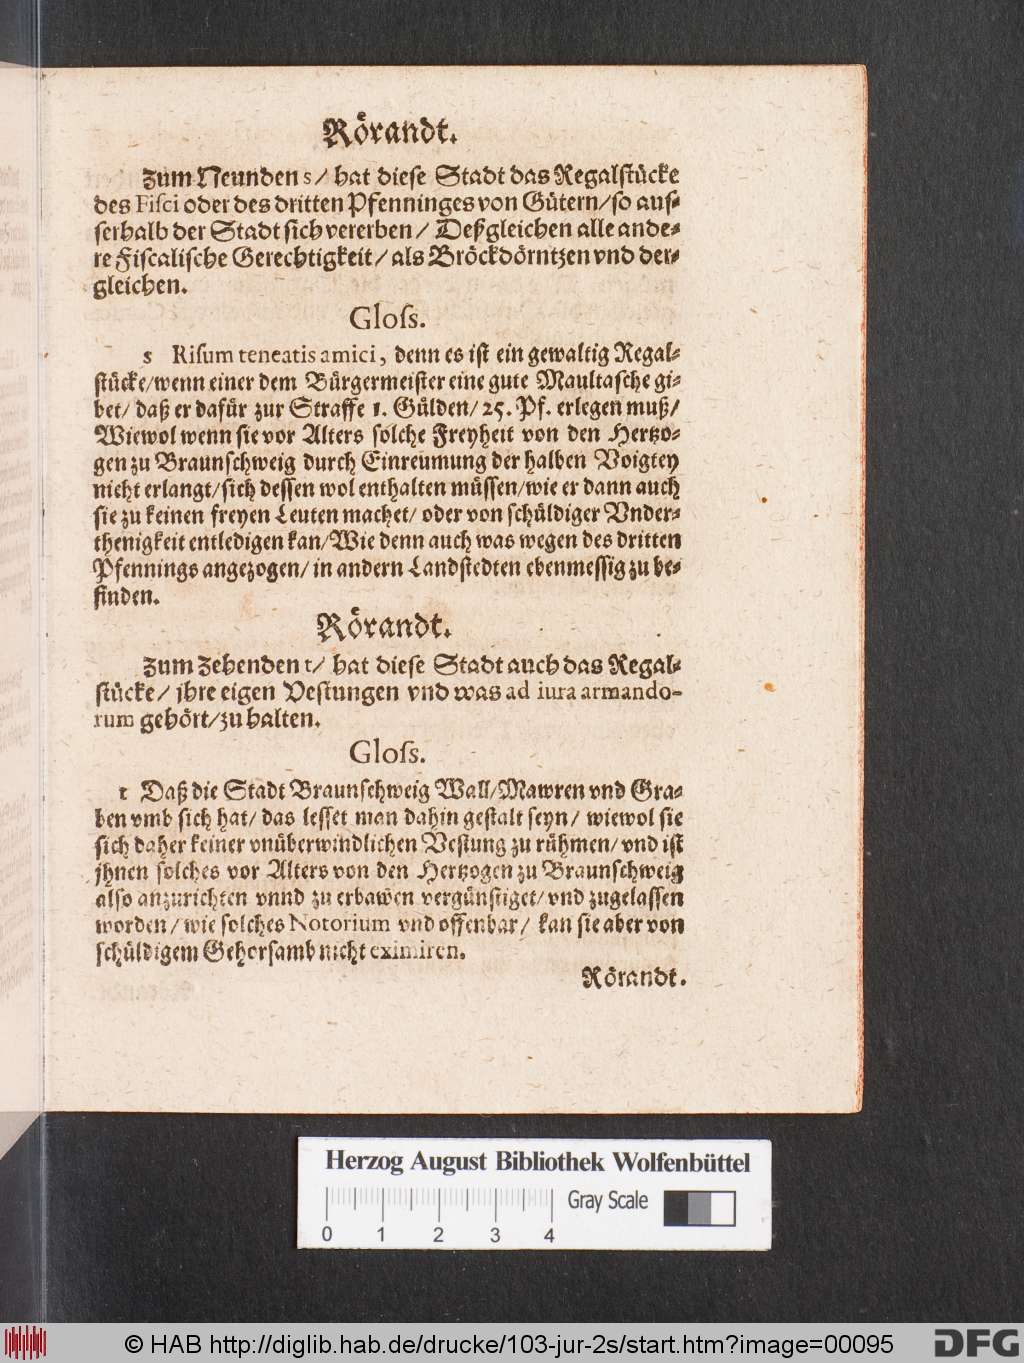 Rörandt.
Zum Neunden s/ hat diese Stadt das Regalstücke
des Fisci oder des dritten Pfenninges von Gütern/ so aus-
serhalb der Stadt sich vererben/ Deßgleichen alle ande-
re Fiscalische Gerechtigkeit/ als Bröckdörntzen vnd der-
gleichen.
Gloss.
s Risum teneatis amici, denn es ist ein gewaltig Regal-
stücke/wenn einer dem Bürgermeister eine gute Maultasche gi-
bet/ daß er dafür zur Straffe 1. Gülden/ 25. Pf. erlegen muß/
Wiewol wenn sie vor Alters solche Freyheit von den Hertzo-
gen zu Braunschweig durch Einreumung der halben Voigtey
nicht erlangt/sich dessen wol enthalten müssen/wie er dann auch
sie zu keinen freyen Leuten machet/ oder von schüldiger Vnder-
thenigkeit entledigen kan/Wie denn auch was wegen des dritten
Pfennings angezogen/ in andern Landstedten ebenmessig zu be-
finden.
Rörandt.
Zum Zehenden t/ hat diese Stadt auch das Regal-
stücke/ jhre eigen Vestungen vnd was ad iura armando-
rum gehört/zu halten.
Gloss.
t Daß die Stadt Braunschweig Wall/Mawren vnd Gra-
ben vmb sich hat/ das lesset man dahin gestalt seyn/ wiewol sie
sich daher keiner vnüberwindlichen Vestung zu rühmen/ vnd ist
jhnen solches vor Alters von den Hertzogen zu Braunschweig
also anzurichten vnnd zu erbawen vergünstiget/ vnd zugelassen
worden/ wie solches Notorium vnd offenbar/ kan sie aber von
schüldigem Gehorsamb nicht eximiren.
Rörandt.
Herzog August Bibliothek Wolfenbüttel
Gray Scale
0 1 2 3 4
© HAB http://diglib.hab.de/drucke/103-jur-2s/start.htm?image=00095
DFG